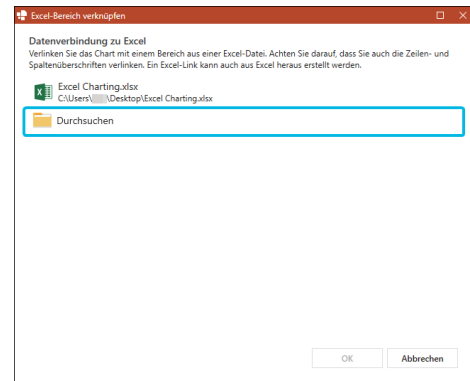 Excel-Bereich verknüpfen
Datenverbindung zu Excel
Verlinken Sie das Chart mit einem Bereich aus einer Excel-Datei. Achten Sie darauf, dass Sie auch die Zeilen- und
Spaltenüberschriften verlinken. Ein Excel-Link kann auch aus Excel heraus erstellt werden.
Excel Charting.xlsx
C:\Users\ \Desktop\Excel Charting.xlsx
Durchsuchen
OK Abbrechen